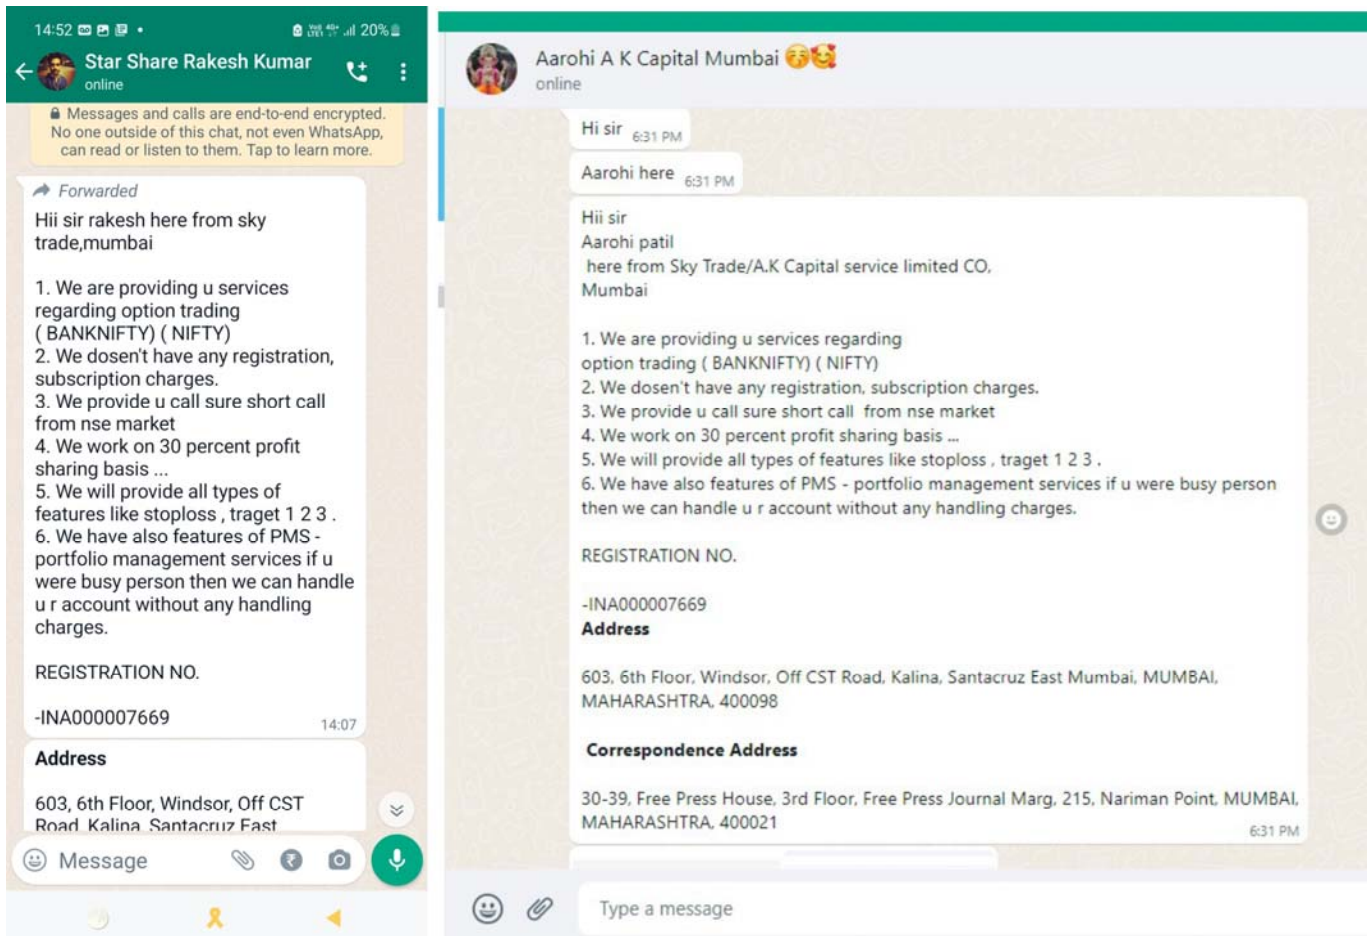 14:52
20%
Star Share Rakesh Kumar
online
Messages and calls are end-to-end encrypted.
No one outside of this chat, not even WhatsApp,
can read or listen to them. Tap to learn more.
Forwarded
Hii sir rakesh here from sky
trade,mumbai
1. We are providing u services
regarding option trading
( BANKNIFTY) ( NIFTY)
2. We dosen't have any registration,
subscription charges.
3. We provide u call sure short call
from nse market
4. We work on 30 percent profit
sharing basis ...
5. We will provide all types of
features like stoploss , traget 1 2 3 .
6. We have also features of PMS -
portfolio management services if u
were busy person then we can handle
u r account without any handling
charges.
REGISTRATION NO.
-INA000007669
14:07
Address
603, 6th Floor, Windsor, Off CST
Road, Kalina, Santacruz East
Message
Aarohi A K Capital Mumbai
online
Hi sir 6:31 PM
Aarohi here 6:31 PM
Hii sir
Aarohi patil
here from Sky Trade/A.K Capital service limited CO,
Mumbai
1. We are providing u services regarding
option trading ( BANKNIFTY) ( NIFTY)
2. We dosen't have any registration, subscription charges.
3. We provide u call sure short call from nse market
4. We work on 30 percent profit sharing basis ...
5. We will provide all types of features like stoploss , traget 1 2 3 .
6. We have also features of PMS - portfolio management services if u were busy person
then we can handle u r account without any handling charges.
REGISTRATION NO.
-INA000007669
Address
603, 6th Floor, Windsor, Off CST Road, Kalina, Santacruz East Mumbai, MUMBAI,
MAHARASHTRA, 400098
Correspondence Address
30-39, Free Press House, 3rd Floor, Free Press Journal Marg, 215, Nariman Point, MUMBAI,
MAHARASHTRA, 400021
6:31 PM
Type a message